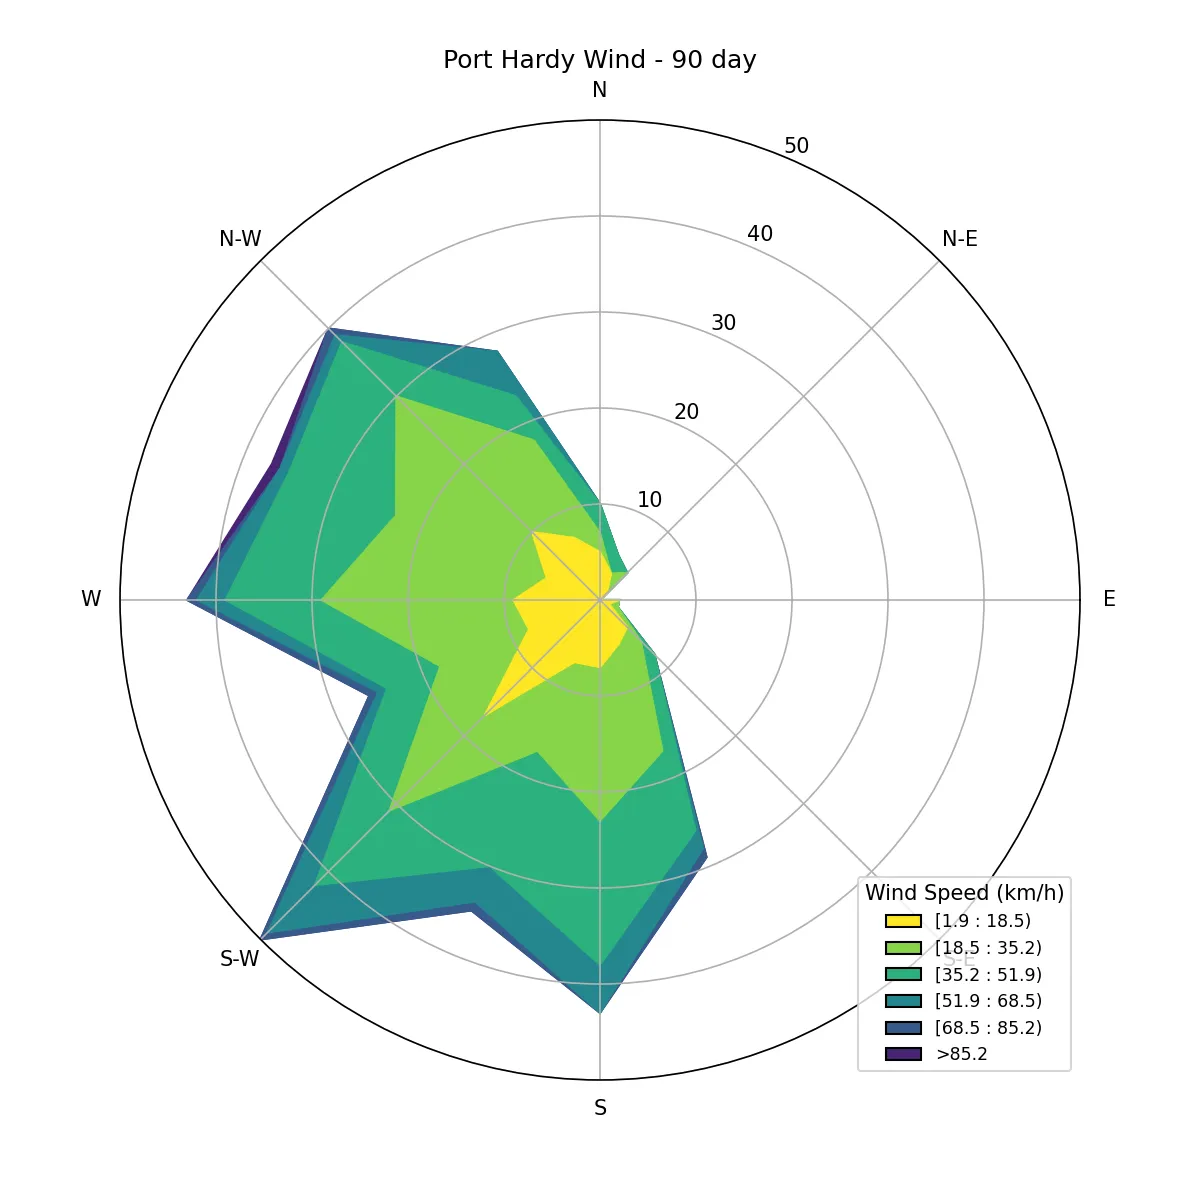 Port Hardy Wind - 90 day
N
50
N-W
40
N-E
30
20
10
W
E
Wind Speed (km/h)
[1.9 : 18.5)
[18.5 : 35.2)
S-W
S-E
[35.2 : 51.9)
[51.9 : 68.5)
[68.5 : 85.2)
>85.2
S